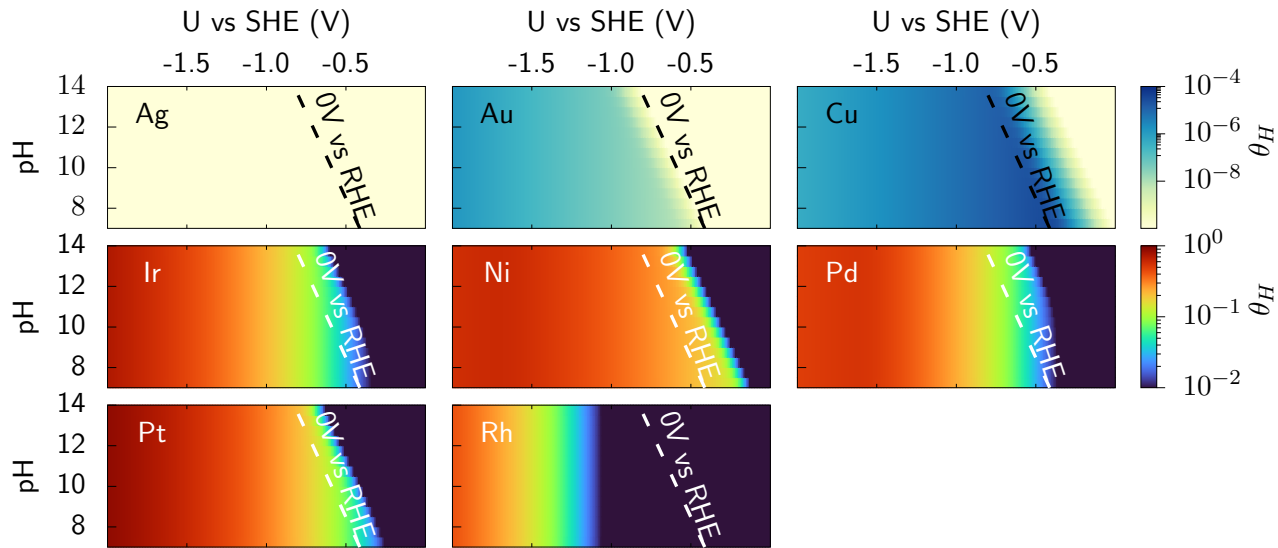 U vs SHE (V) U vs SHE (V) U vs SHE (V)
-1.5 -1.0 -0.5 -1.5 -1.0 -0.5 -1.5 -1.0 -0.5
pH 14 12 10 8 Ag 0V vs RHE Au 0V vs RHE Cu 0V vs RHE 10⁻⁴ 10⁻⁶ 10⁻⁸ θ_H
pH 14 12 10 8 Ir 0V vs RHE Ni 0V vs RHE Pd 0V vs RHE 10⁰ 10⁻¹ 10⁻² θ_H
pH 14 12 10 8 Pt 0V vs RHE Rh 0V vs RHE